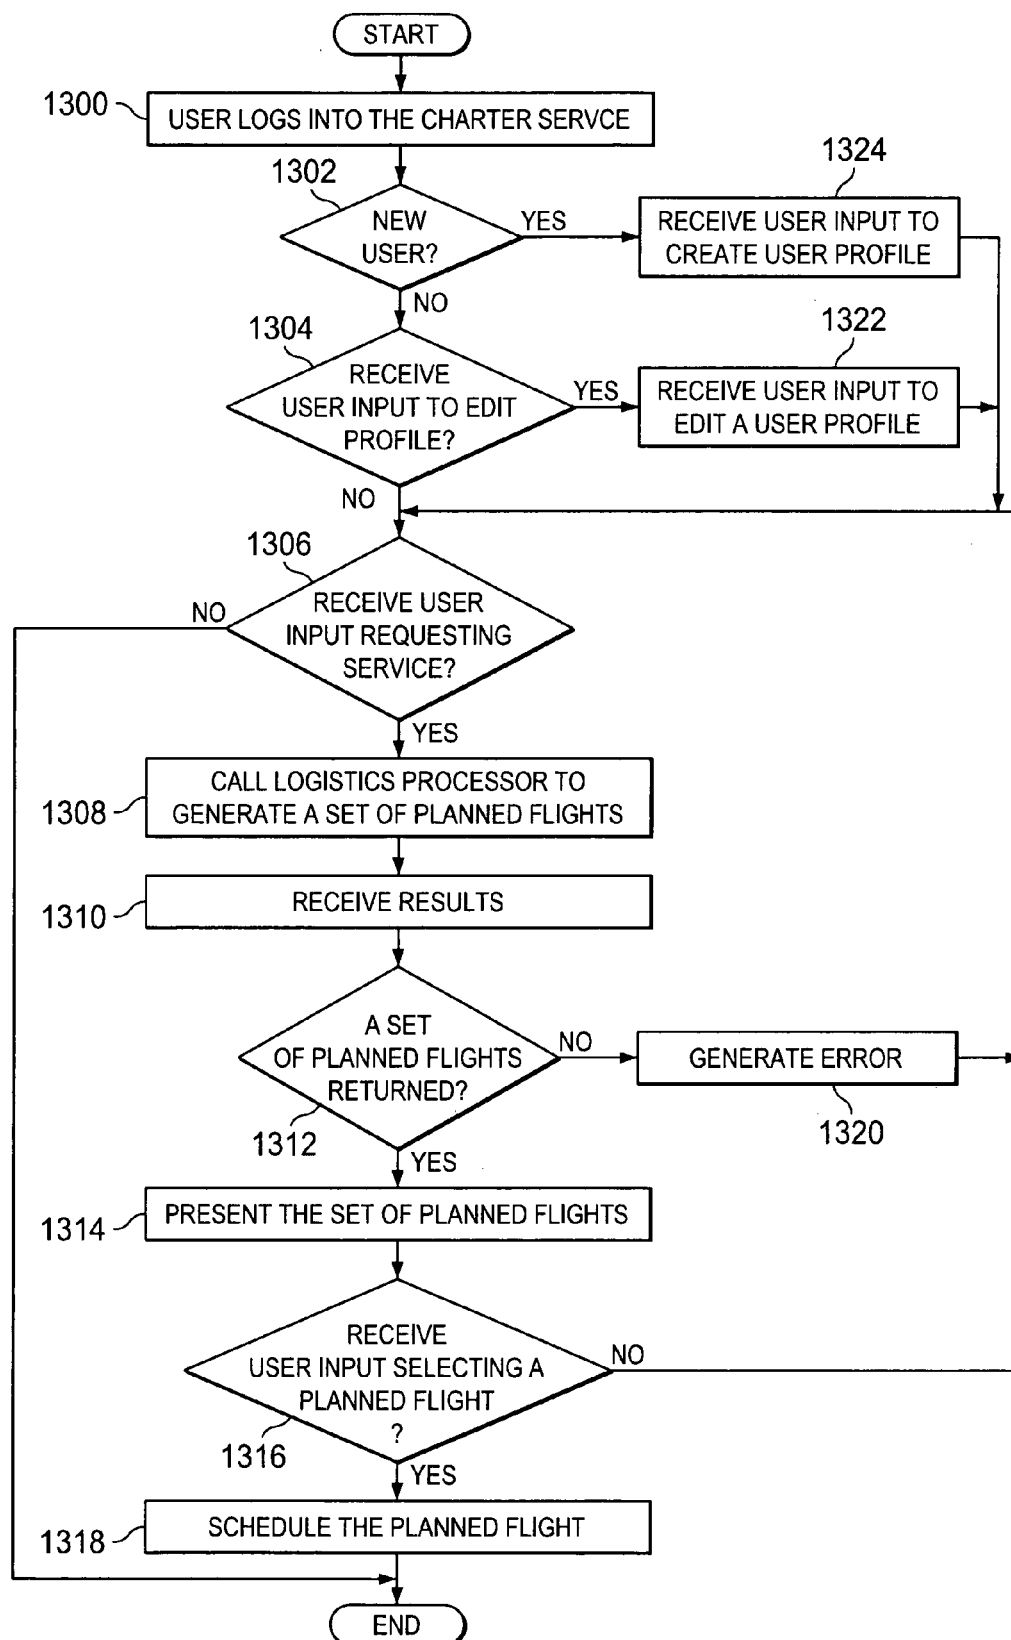 START
1300
USER LOGS INTO THE CHARTER SERVCE
1302
NEW
USER?
YES
1324
RECEIVE USER INPUT TO
CREATE USER PROFILE
NO
1304
RECEIVE
USER INPUT TO EDIT
PROFILE?
YES
1322
RECEIVE USER INPUT TO
EDIT A USER PROFILE
NO
1306
RECEIVE USER
INPUT REQUESTING
SERVICE?
NO
YES
1308
CALL LOGISTICS PROCESSOR TO
GENERATE A SET OF PLANNED FLIGHTS
1310
RECEIVE RESULTS
A SET
OF PLANNED FLIGHTS
RETURNED?
1312
NO
GENERATE ERROR
1320
YES
1314
PRESENT THE SET OF PLANNED FLIGHTS
RECEIVE
USER INPUT SELECTING A
PLANNED FLIGHT
?
1316
NO
YES
1318
SCHEDULE THE PLANNED FLIGHT
END